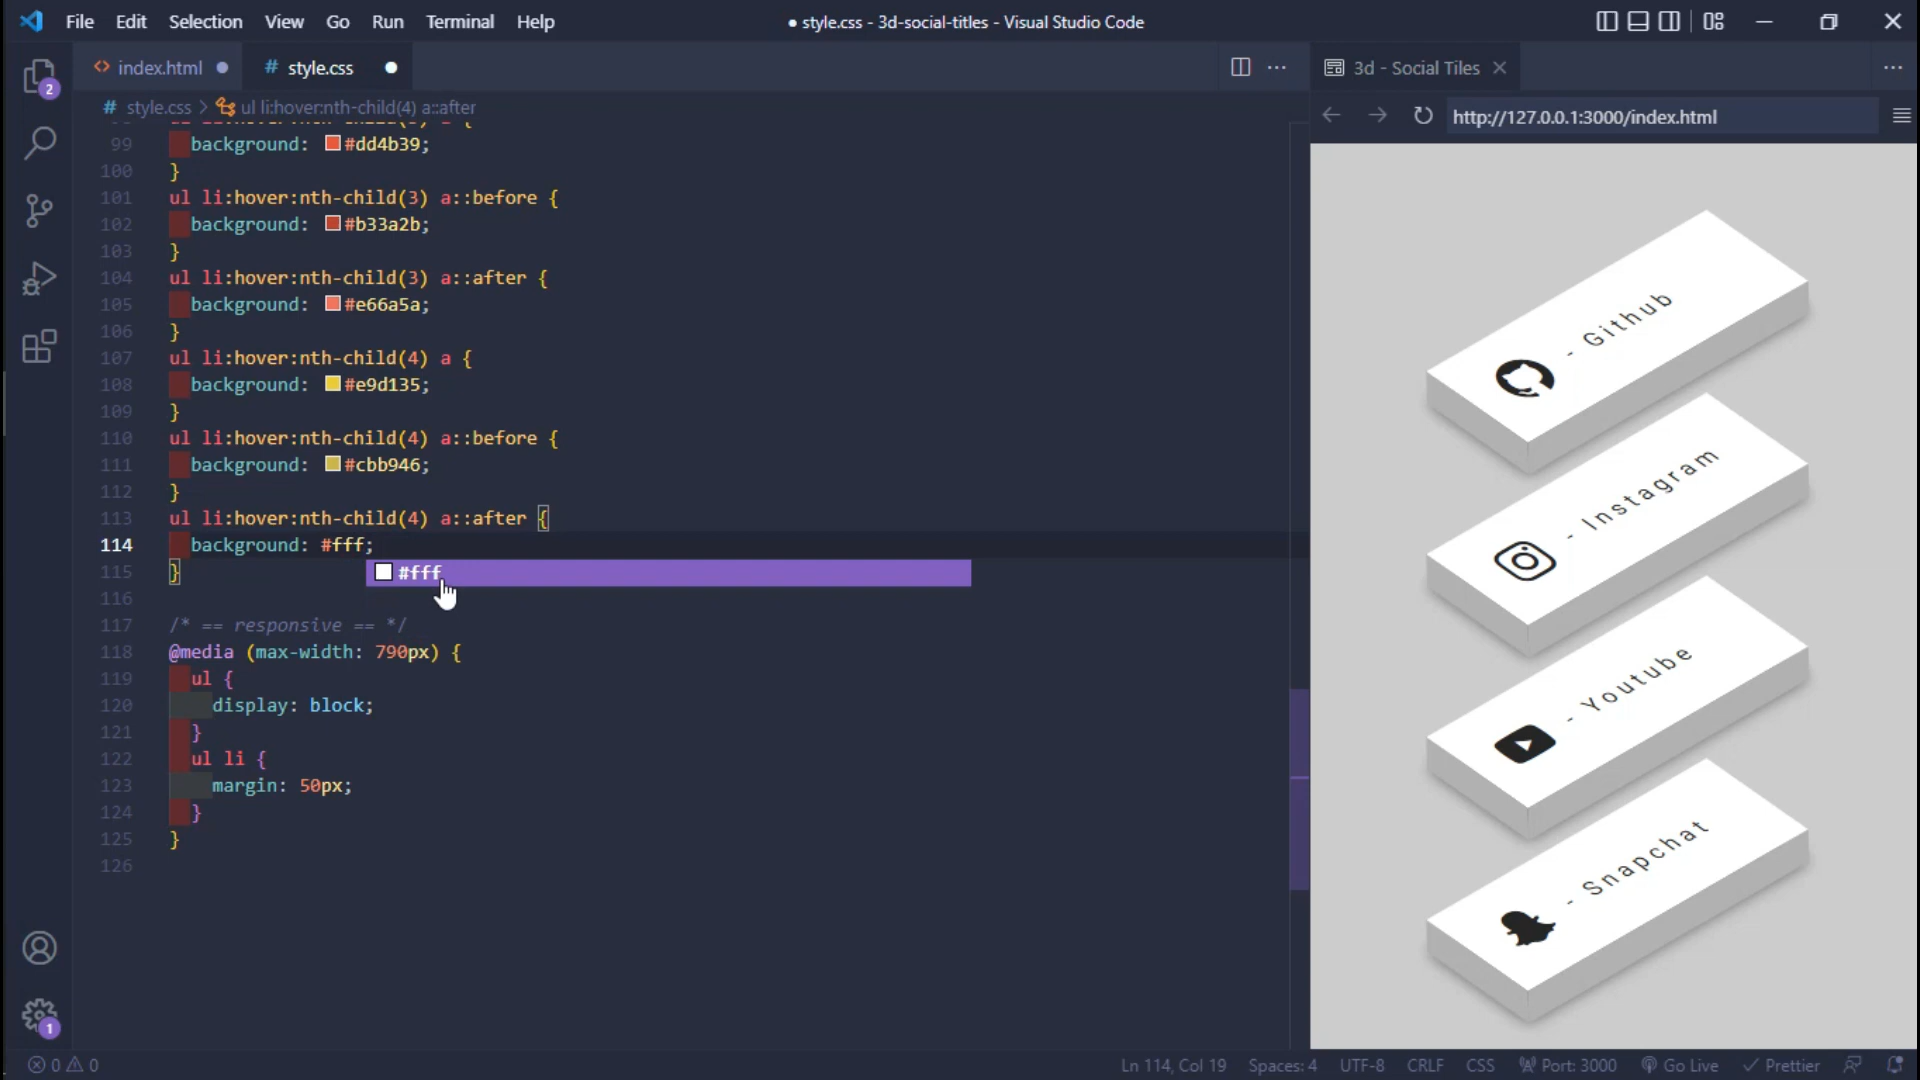 File Edit Selection View Go Run Terminal Help
● style.css - 3d-social-titles - Visual Studio Code
index.html
# style.css
3d - Social Tiles
# style.css > ul li:hover:nth-child(4) a::after
http://127.0.0.1:3000/index.html
99 background: #dd4b39;
100 }
101 ul li:hover:nth-child(3) a::before {
102 background: #b33a2b;
103 }
104 ul li:hover:nth-child(3) a::after {
105 background: #e66a5a;
106 }
107 ul li:hover:nth-child(4) a {
108 background: #e9d135;
109 }
110 ul li:hover:nth-child(4) a::before {
111 background: #cbb946;
112 }
113 ul li:hover:nth-child(4) a::after {
114 background: #fff;
115 }
#fff
116
117 /* == responsive == */
118 @media (max-width: 790px) {
119 ul {
120 display: block;
121 }
122 ul li {
123 margin: 50px;
124 }
125 }
126
2
1
- Github
- Instagram
- Youtube
- Snapchat
0 0
Ln 114, Col 19 Spaces: 4 UTF-8 CRLF CSS Port: 3000 Go Live Prettier